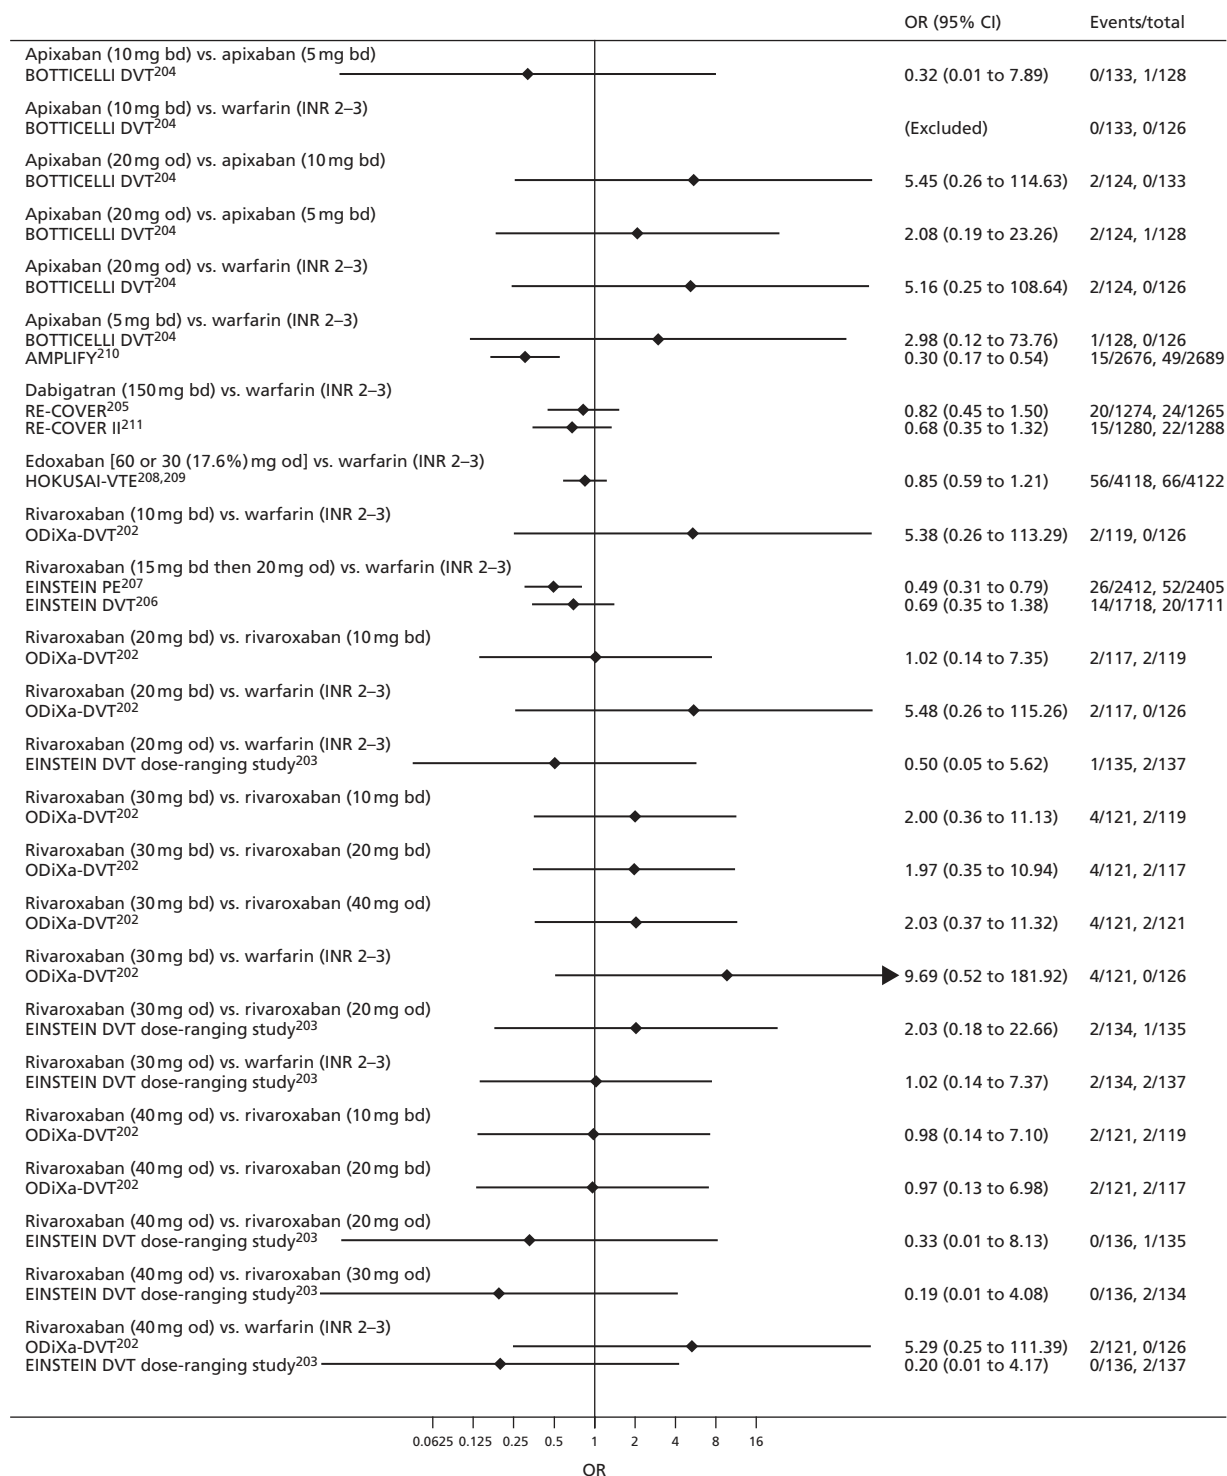 OR (95% CI) Events/total
Apixaban (10 mg bd) vs. apixaban (5 mg bd)
BOTTICELLI DVT204 0.32 (0.01 to 7.89) 0/133, 1/128
Apixaban (10 mg bd) vs. warfarin (INR 2–3)
BOTTICELLI DVT204 (Excluded) 0/133, 0/126
Apixaban (20 mg od) vs. apixaban (10 mg bd)
BOTTICELLI DVT204 5.45 (0.26 to 114.63) 2/124, 0/133
Apixaban (20 mg od) vs. apixaban (5 mg bd)
BOTTICELLI DVT204 2.08 (0.19 to 23.26) 2/124, 1/128
Apixaban (20 mg od) vs. warfarin (INR 2–3)
BOTTICELLI DVT204 5.16 (0.25 to 108.64) 2/124, 0/126
Apixaban (5 mg bd) vs. warfarin (INR 2–3)
BOTTICELLI DVT204 2.98 (0.12 to 73.76) 1/128, 0/126
AMPLIFY210 0.30 (0.17 to 0.54) 15/2676, 49/2689
Dabigatran (150 mg bd) vs. warfarin (INR 2–3)
RE-COVER205 0.82 (0.45 to 1.50) 20/1274, 24/1265
RE-COVER II211 0.68 (0.35 to 1.32) 15/1280, 22/1288
Edoxaban [60 or 30 (17.6%) mg od] vs. warfarin (INR 2–3)
HOKUSAI-VTE208,209 0.85 (0.59 to 1.21) 56/4118, 66/4122
Rivaroxaban (10 mg bd) vs. warfarin (INR 2–3)
ODiXa-DVT202 5.38 (0.26 to 113.29) 2/119, 0/126
Rivaroxaban (15 mg bd then 20 mg od) vs. warfarin (INR 2–3)
EINSTEIN PE207 0.49 (0.31 to 0.79) 26/2412, 52/2405
EINSTEIN DVT206 0.69 (0.35 to 1.38) 14/1718, 20/1711
Rivaroxaban (20 mg bd) vs. rivaroxaban (10 mg bd)
ODiXa-DVT202 1.02 (0.14 to 7.35) 2/117, 2/119
Rivaroxaban (20 mg bd) vs. warfarin (INR 2–3)
ODiXa-DVT202 5.48 (0.26 to 115.26) 2/117, 0/126
Rivaroxaban (20 mg od) vs. warfarin (INR 2–3)
EINSTEIN DVT dose-ranging study203 0.50 (0.05 to 5.62) 1/135, 2/137
Rivaroxaban (30 mg bd) vs. rivaroxaban (10 mg bd)
ODiXa-DVT202 2.00 (0.36 to 11.13) 4/121, 2/119
Rivaroxaban (30 mg bd) vs. rivaroxaban (20 mg bd)
ODiXa-DVT202 1.97 (0.35 to 10.94) 4/121, 2/117
Rivaroxaban (30 mg bd) vs. rivaroxaban (40 mg od)
ODiXa-DVT202 2.03 (0.37 to 11.32) 4/121, 2/121
Rivaroxaban (30 mg bd) vs. warfarin (INR 2–3)
ODiXa-DVT202 9.69 (0.52 to 181.92) 4/121, 0/126
Rivaroxaban (30 mg od) vs. rivaroxaban (20 mg od)
EINSTEIN DVT dose-ranging study203 2.03 (0.18 to 22.66) 2/134, 1/135
Rivaroxaban (30 mg od) vs. warfarin (INR 2–3)
EINSTEIN DVT dose-ranging study203 1.02 (0.14 to 7.37) 2/134, 2/137
Rivaroxaban (40 mg od) vs. rivaroxaban (10 mg bd)
ODiXa-DVT202 0.98 (0.14 to 7.10) 2/121, 2/119
Rivaroxaban (40 mg od) vs. rivaroxaban (20 mg bd)
ODiXa-DVT202 0.97 (0.13 to 6.98) 2/121, 2/117
Rivaroxaban (40 mg od) vs. rivaroxaban (20 mg od)
EINSTEIN DVT dose-ranging study203 0.33 (0.01 to 8.13) 0/136, 1/135
Rivaroxaban (40 mg od) vs. rivaroxaban (30 mg od)
EINSTEIN DVT dose-ranging study203 0.19 (0.01 to 4.08) 0/136, 2/134
Rivaroxaban (40 mg od) vs. warfarin (INR 2–3)
ODiXa-DVT202 5.29 (0.25 to 111.39) 2/121, 0/126
EINSTEIN DVT dose-ranging study203 0.20 (0.01 to 4.17) 0/136, 2/137
0.0625 0.125 0.25 0.5 1 2 4 8 16
OR